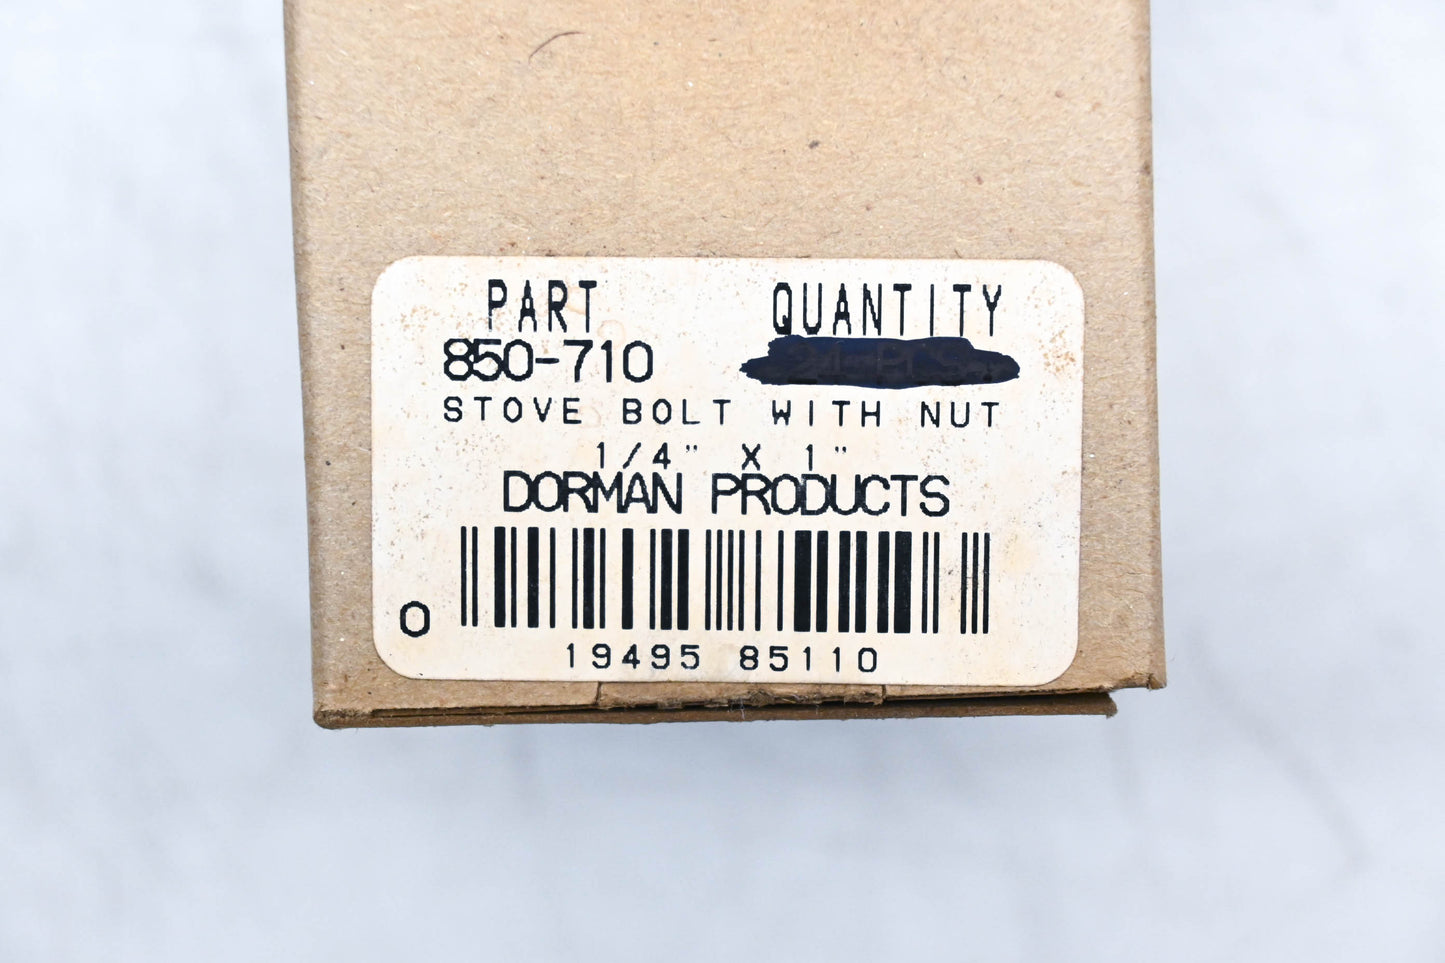 PART QUANTITY
850-710
STOVE BOLT WITH NUT
1/4" X 1"
DORMAN PRODUCTS
0
19495 85110